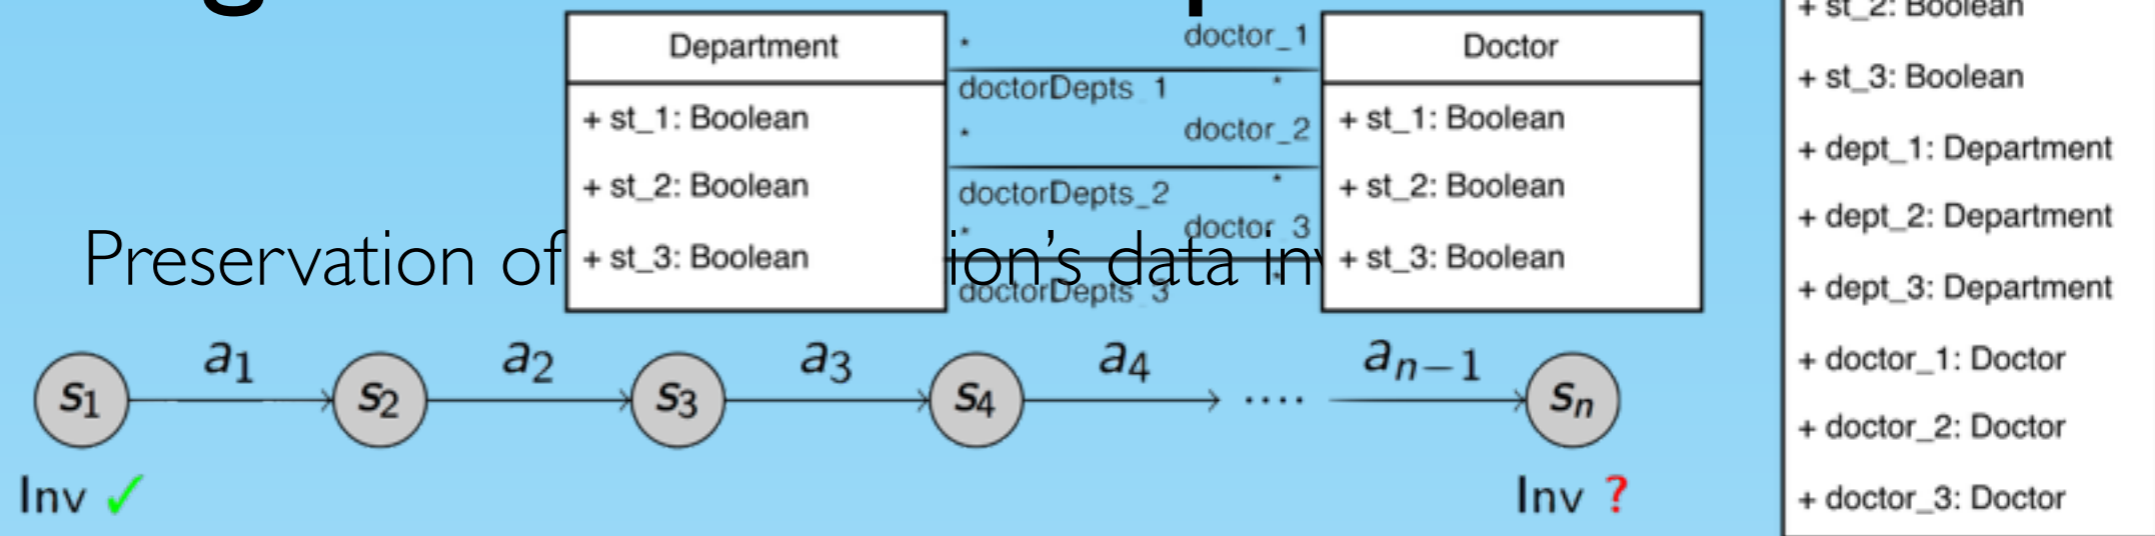 Department
+ st_1: Boolean
+ st_2: Boolean
+ st_3: Boolean
* doctor_1
doctorDepts_1 *
* doctor_2
doctorDepts_2 *
* doctor_3
doctorDepts_3 *
Doctor
+ st_1: Boolean
+ st_2: Boolean
+ st_3: Boolean
+ st_2: Boolean
+ st_3: Boolean
+ dept_1: Department
+ dept_2: Department
+ dept_3: Department
+ doctor_1: Doctor
+ doctor_2: Doctor
+ doctor_3: Doctor
Preservation of ion's data in
a1 a2 a3 a4 an−1
s1 s2 s3 s4 .... sn
Inv ✓ Inv ?